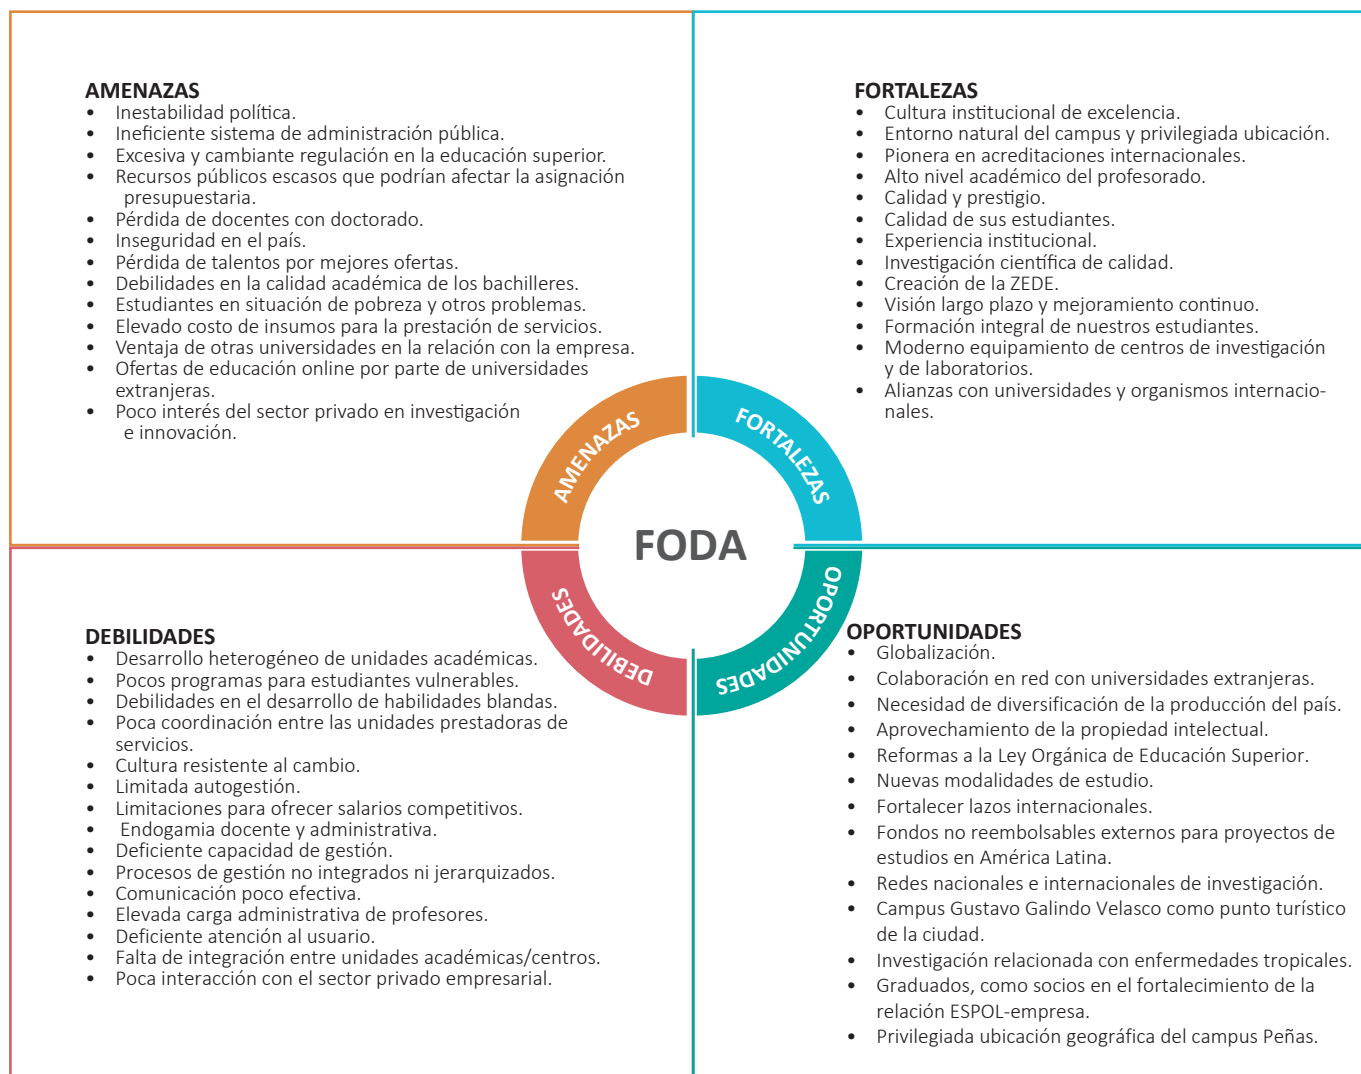 AMENAZAS
• Inestabilidad política.
• Ineficiente sistema de administración pública.
• Excesiva y cambiante regulación en la educación superior.
• Recursos públicos escasos que podrían afectar la asignación
presupuestaria.
• Pérdida de docentes con doctorado.
• Inseguridad en el país.
• Pérdida de talentos por mejores ofertas.
• Debilidades en la calidad académica de los bachilleres.
• Estudiantes en situación de pobreza y otros problemas.
• Elevado costo de insumos para la prestación de servicios.
• Ventaja de otras universidades en la relación con la empresa.
• Ofertas de educación online por parte de universidades
extranjeras.
• Poco interés del sector privado en investigación
e innovación.
FORTALEZAS
• Cultura institucional de excelencia.
• Entorno natural del campus y privilegiada ubicación.
• Pionera en acreditaciones internacionales.
• Alto nivel académico del profesorado.
• Calidad y prestigio.
• Calidad de sus estudiantes.
• Experiencia institucional.
• Investigación científica de calidad.
• Creación de la ZEDE.
• Visión largo plazo y mejoramiento continuo.
• Formación integral de nuestros estudiantes.
• Moderno equipamiento de centros de investigación
y de laboratorios.
• Alianzas con universidades y organismos internacio-
nales.
AMENAZAS
FORTALEZAS
FODA
DEBILIDADES
OPORTUNIDADES
DEBILIDADES
• Desarrollo heterogéneo de unidades académicas.
• Pocos programas para estudiantes vulnerables.
• Debilidades en el desarrollo de habilidades blandas.
• Poca coordinación entre las unidades prestadoras de
servicios.
• Cultura resistente al cambio.
• Limitada autogestión.
• Limitaciones para ofrecer salarios competitivos.
• Endogamia docente y administrativa.
• Deficiente capacidad de gestión.
• Procesos de gestión no integrados ni jerarquizados.
• Comunicación poco efectiva.
• Elevada carga administrativa de profesores.
• Deficiente atención al usuario.
• Falta de integración entre unidades académicas/centros.
• Poca interacción con el sector privado empresarial.
OPORTUNIDADES
• Globalización.
• Colaboración en red con universidades extranjeras.
• Necesidad de diversificación de la producción del país.
• Aprovechamiento de la propiedad intelectual.
• Reformas a la Ley Orgánica de Educación Superior.
• Nuevas modalidades de estudio.
• Fortalecer lazos internacionales.
• Fondos no reembolsables externos para proyectos de
estudios en América Latina.
• Redes nacionales e internacionales de investigación.
• Campus Gustavo Galindo Velasco como punto turístico
de la ciudad.
• Investigación relacionada con enfermedades tropicales.
• Graduados, como socios en el fortalecimiento de la
relación ESPOL-empresa.
• Privilegiada ubicación geográfica del campus Peñas.